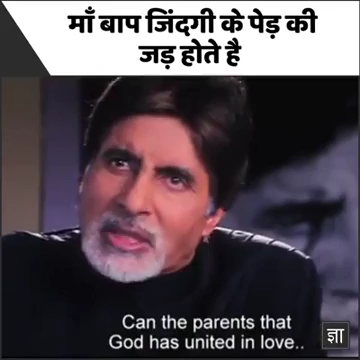 माँ बाप जिंदगी के पेड़ की
जड़ होते है
Can the parents that
God has united in love..
ज्ञा